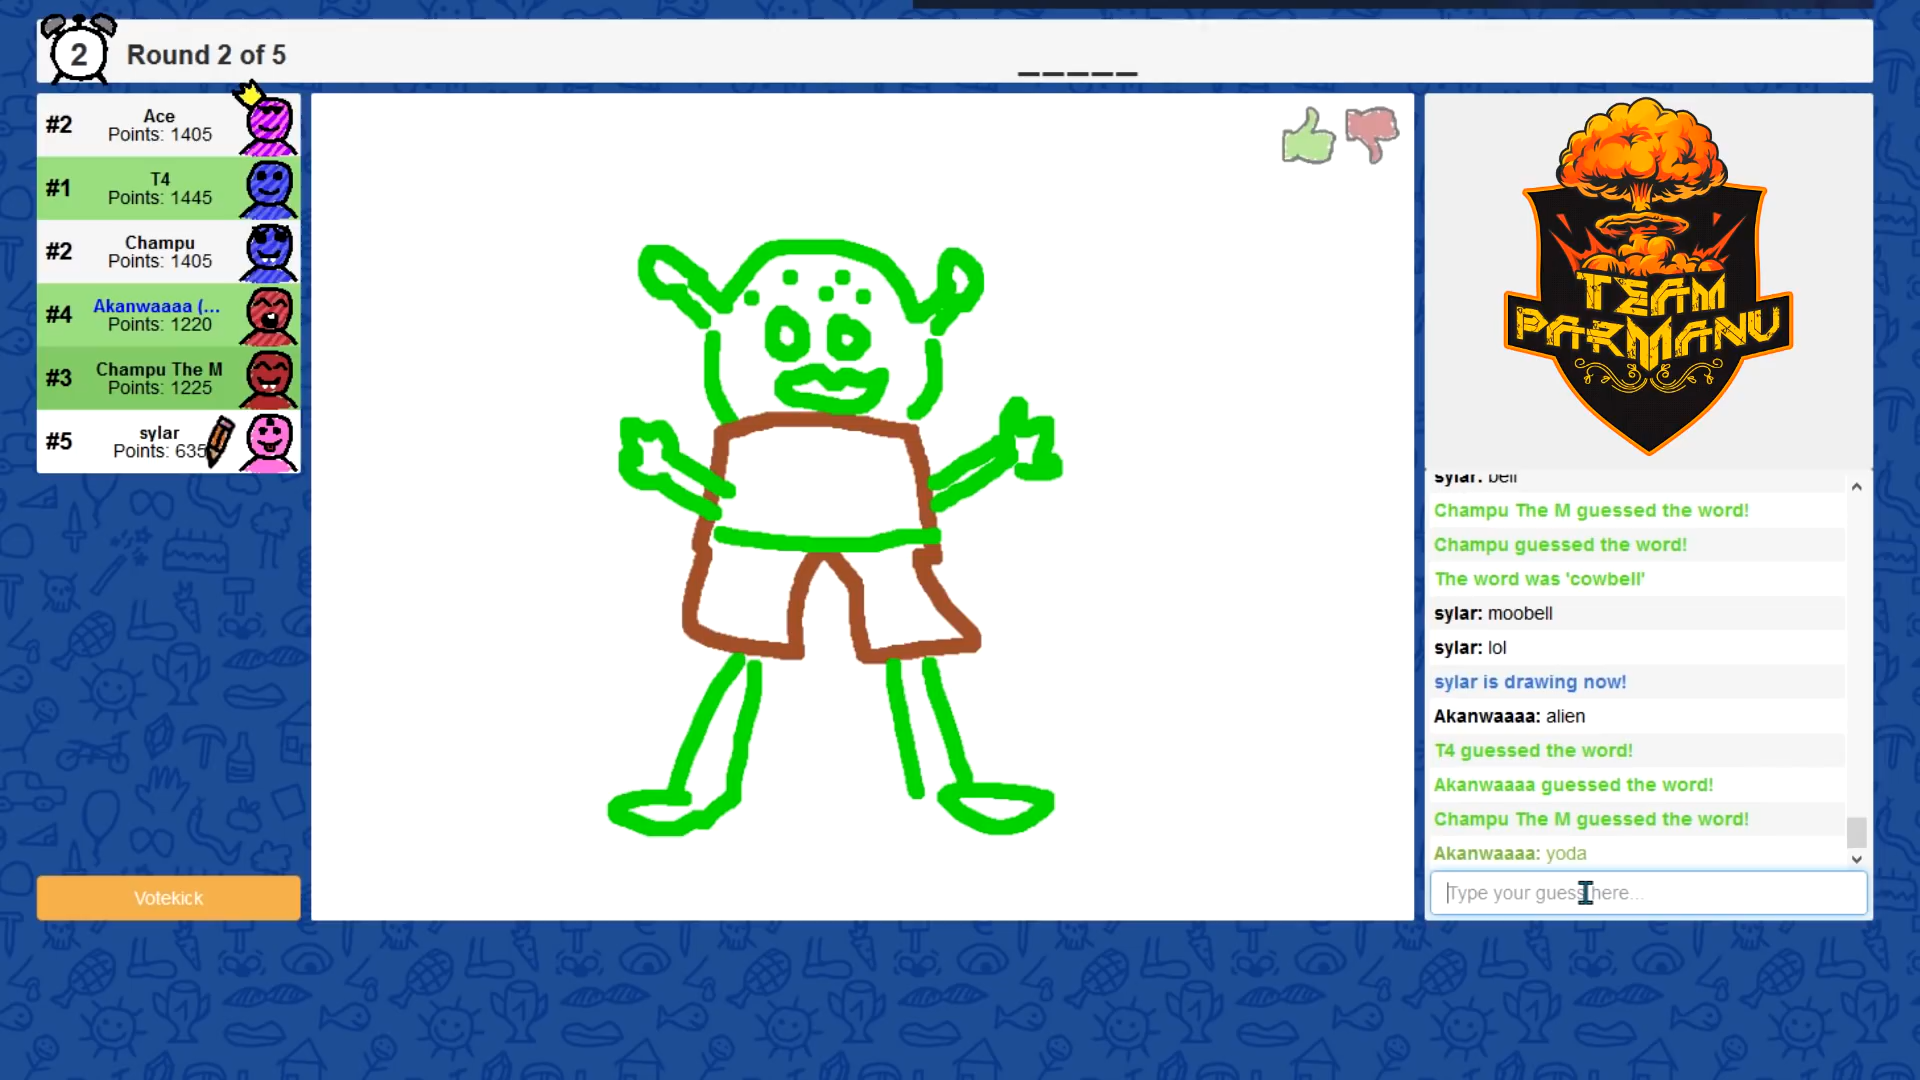 2
Round 2 of 5
_____
#2
Ace
Points: 1405
#1
T4
Points: 1445
#2
Champu
Points: 1405
#4
Akanwaaaa (...
Points: 1220
#3
Champu The M
Points: 1225
#5
sylar
Points: 635
Votekick
TEAM
PARMANU
sylar: bell
Champu The M guessed the word!
Champu guessed the word!
The word was 'cowbell'
sylar: moobell
sylar: lol
sylar is drawing now!
Akanwaaaa: alien
T4 guessed the word!
Akanwaaaa guessed the word!
Champu The M guessed the word!
Akanwaaaa: yoda
Type your guess here...